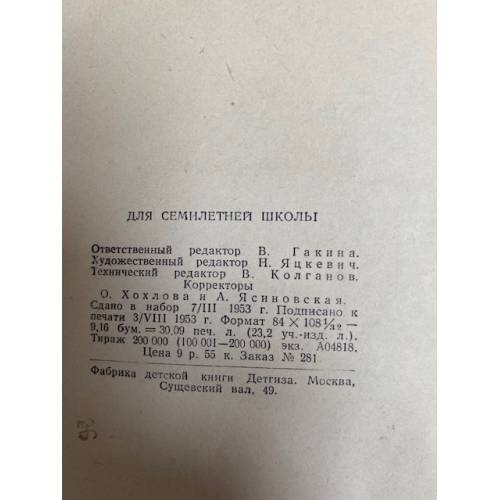 ДЛЯ СЕМИЛЕТНЕЙ ШКОЛЫ
Ответственный редактор В. Гакина.
Художественный редактор Н. Яцкевич.
Технический редактор В. Колганов.
Корректоры
О. Хохлова и А. Ясиновская.
Сдано в набор 7/III 1953 г. Подписано к
печати 3/VIII 1953 г. Формат 84 × 108 1/32 —
9,16 бум. = 30,09 печ. л. (23,2 уч.-изд. л.).
Тираж 200 000 (100 001—200 000) экз. А04818.
Цена 9 р. 55 к. Заказ № 281.
Фабрика детской книги Детгиза. Москва,
Сущевский вал, 49.